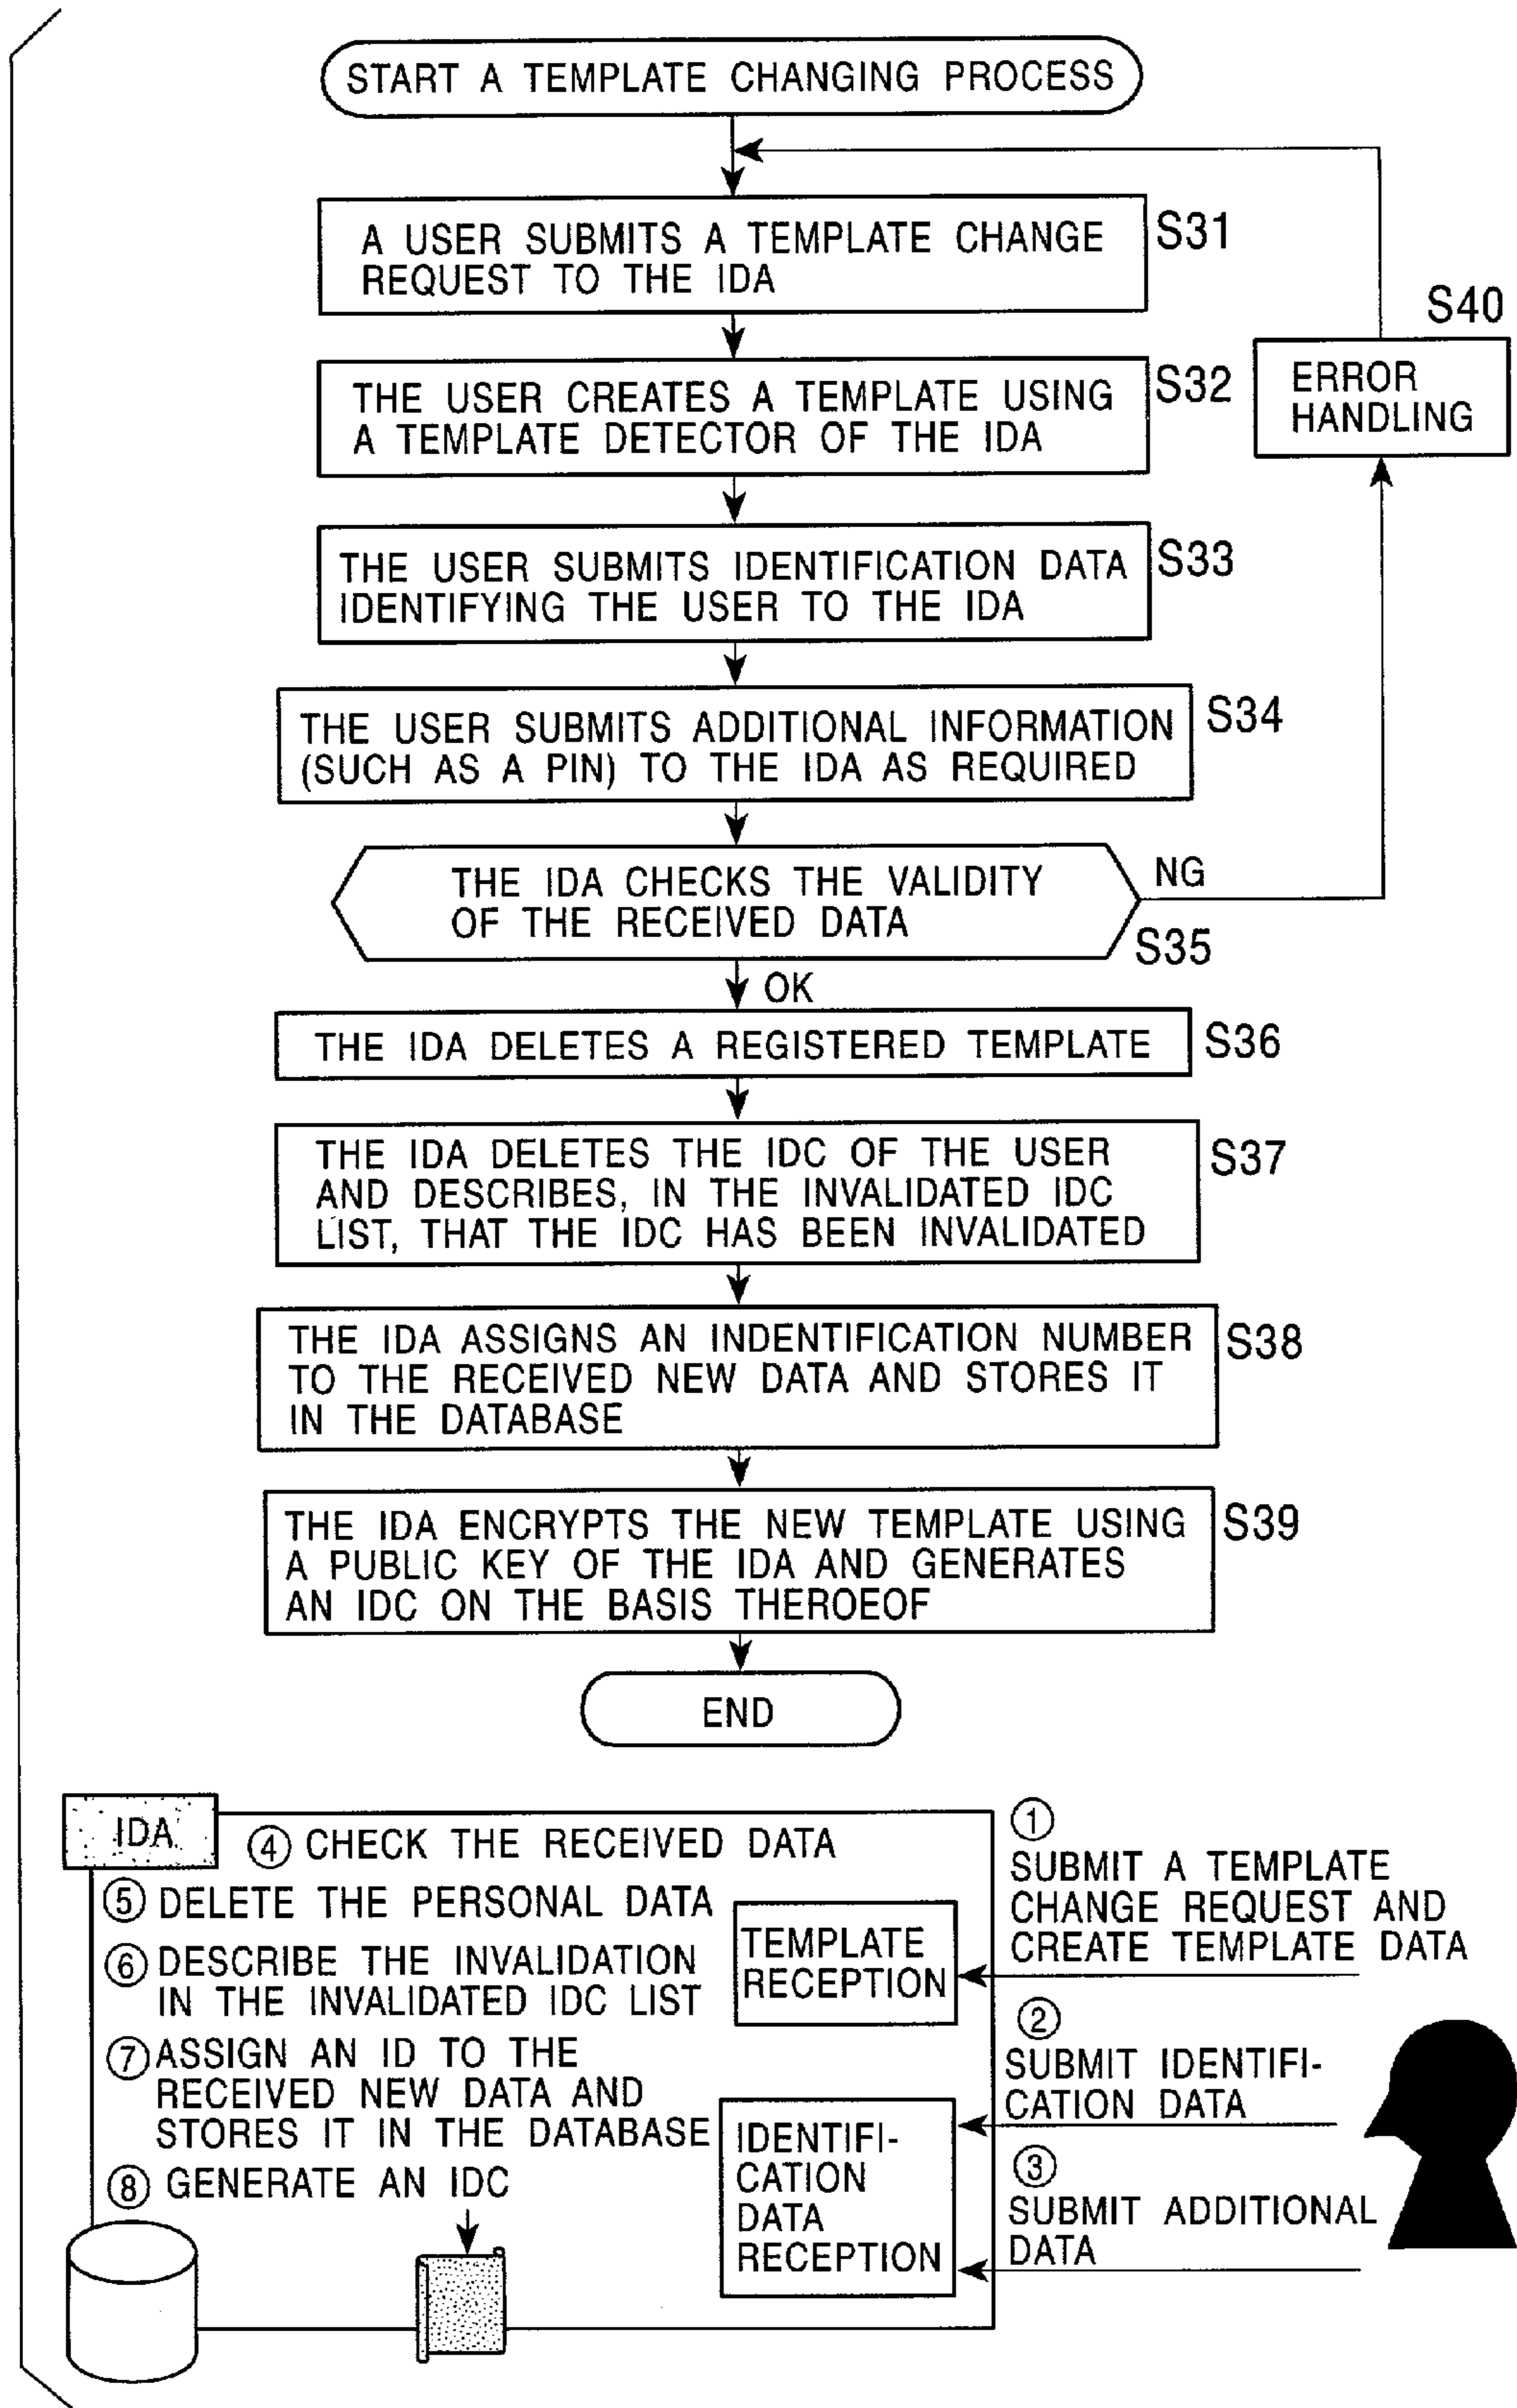 START A TEMPLATE CHANGING PROCESS
A USER SUBMITS A TEMPLATE CHANGE
REQUEST TO THE IDA
S31
S40
ERROR
HANDLING
THE USER CREATES A TEMPLATE USING
A TEMPLATE DETECTOR OF THE IDA
S32
THE USER SUBMITS IDENTIFICATION DATA
IDENTIFYING THE USER TO THE IDA
S33
THE USER SUBMITS ADDITIONAL INFORMATION
(SUCH AS A PIN) TO THE IDA AS REQUIRED
S34
THE IDA CHECKS THE VALIDITY
OF THE RECEIVED DATA
NG
S35
OK
THE IDA DELETES A REGISTERED TEMPLATE
S36
THE IDA DELETES THE IDC OF THE USER
AND DESCRIBES, IN THE INVALIDATED IDC
LIST, THAT THE IDC HAS BEEN INVALIDATED
S37
THE IDA ASSIGNS AN INDENTIFICATION NUMBER
TO THE RECEIVED NEW DATA AND STORES IT
IN THE DATABASE
S38
THE IDA ENCRYPTS THE NEW TEMPLATE USING
A PUBLIC KEY OF THE IDA AND GENERATES
AN IDC ON THE BASIS THEROEOF
S39
END
IDA
④ CHECK THE RECEIVED DATA
⑤ DELETE THE PERSONAL DATA
⑥ DESCRIBE THE INVALIDATION
IN THE INVALIDATED IDC LIST
⑦ ASSIGN AN ID TO THE
RECEIVED NEW DATA AND
STORES IT IN THE DATABASE
⑧ GENERATE AN IDC
TEMPLATE
RECEPTION
IDENTIFI-
CATION
DATA
RECEPTION
①
SUBMIT A TEMPLATE
CHANGE REQUEST AND
CREATE TEMPLATE DATA
②
SUBMIT IDENTIFI-
CATION DATA
③
SUBMIT ADDITIONAL
DATA